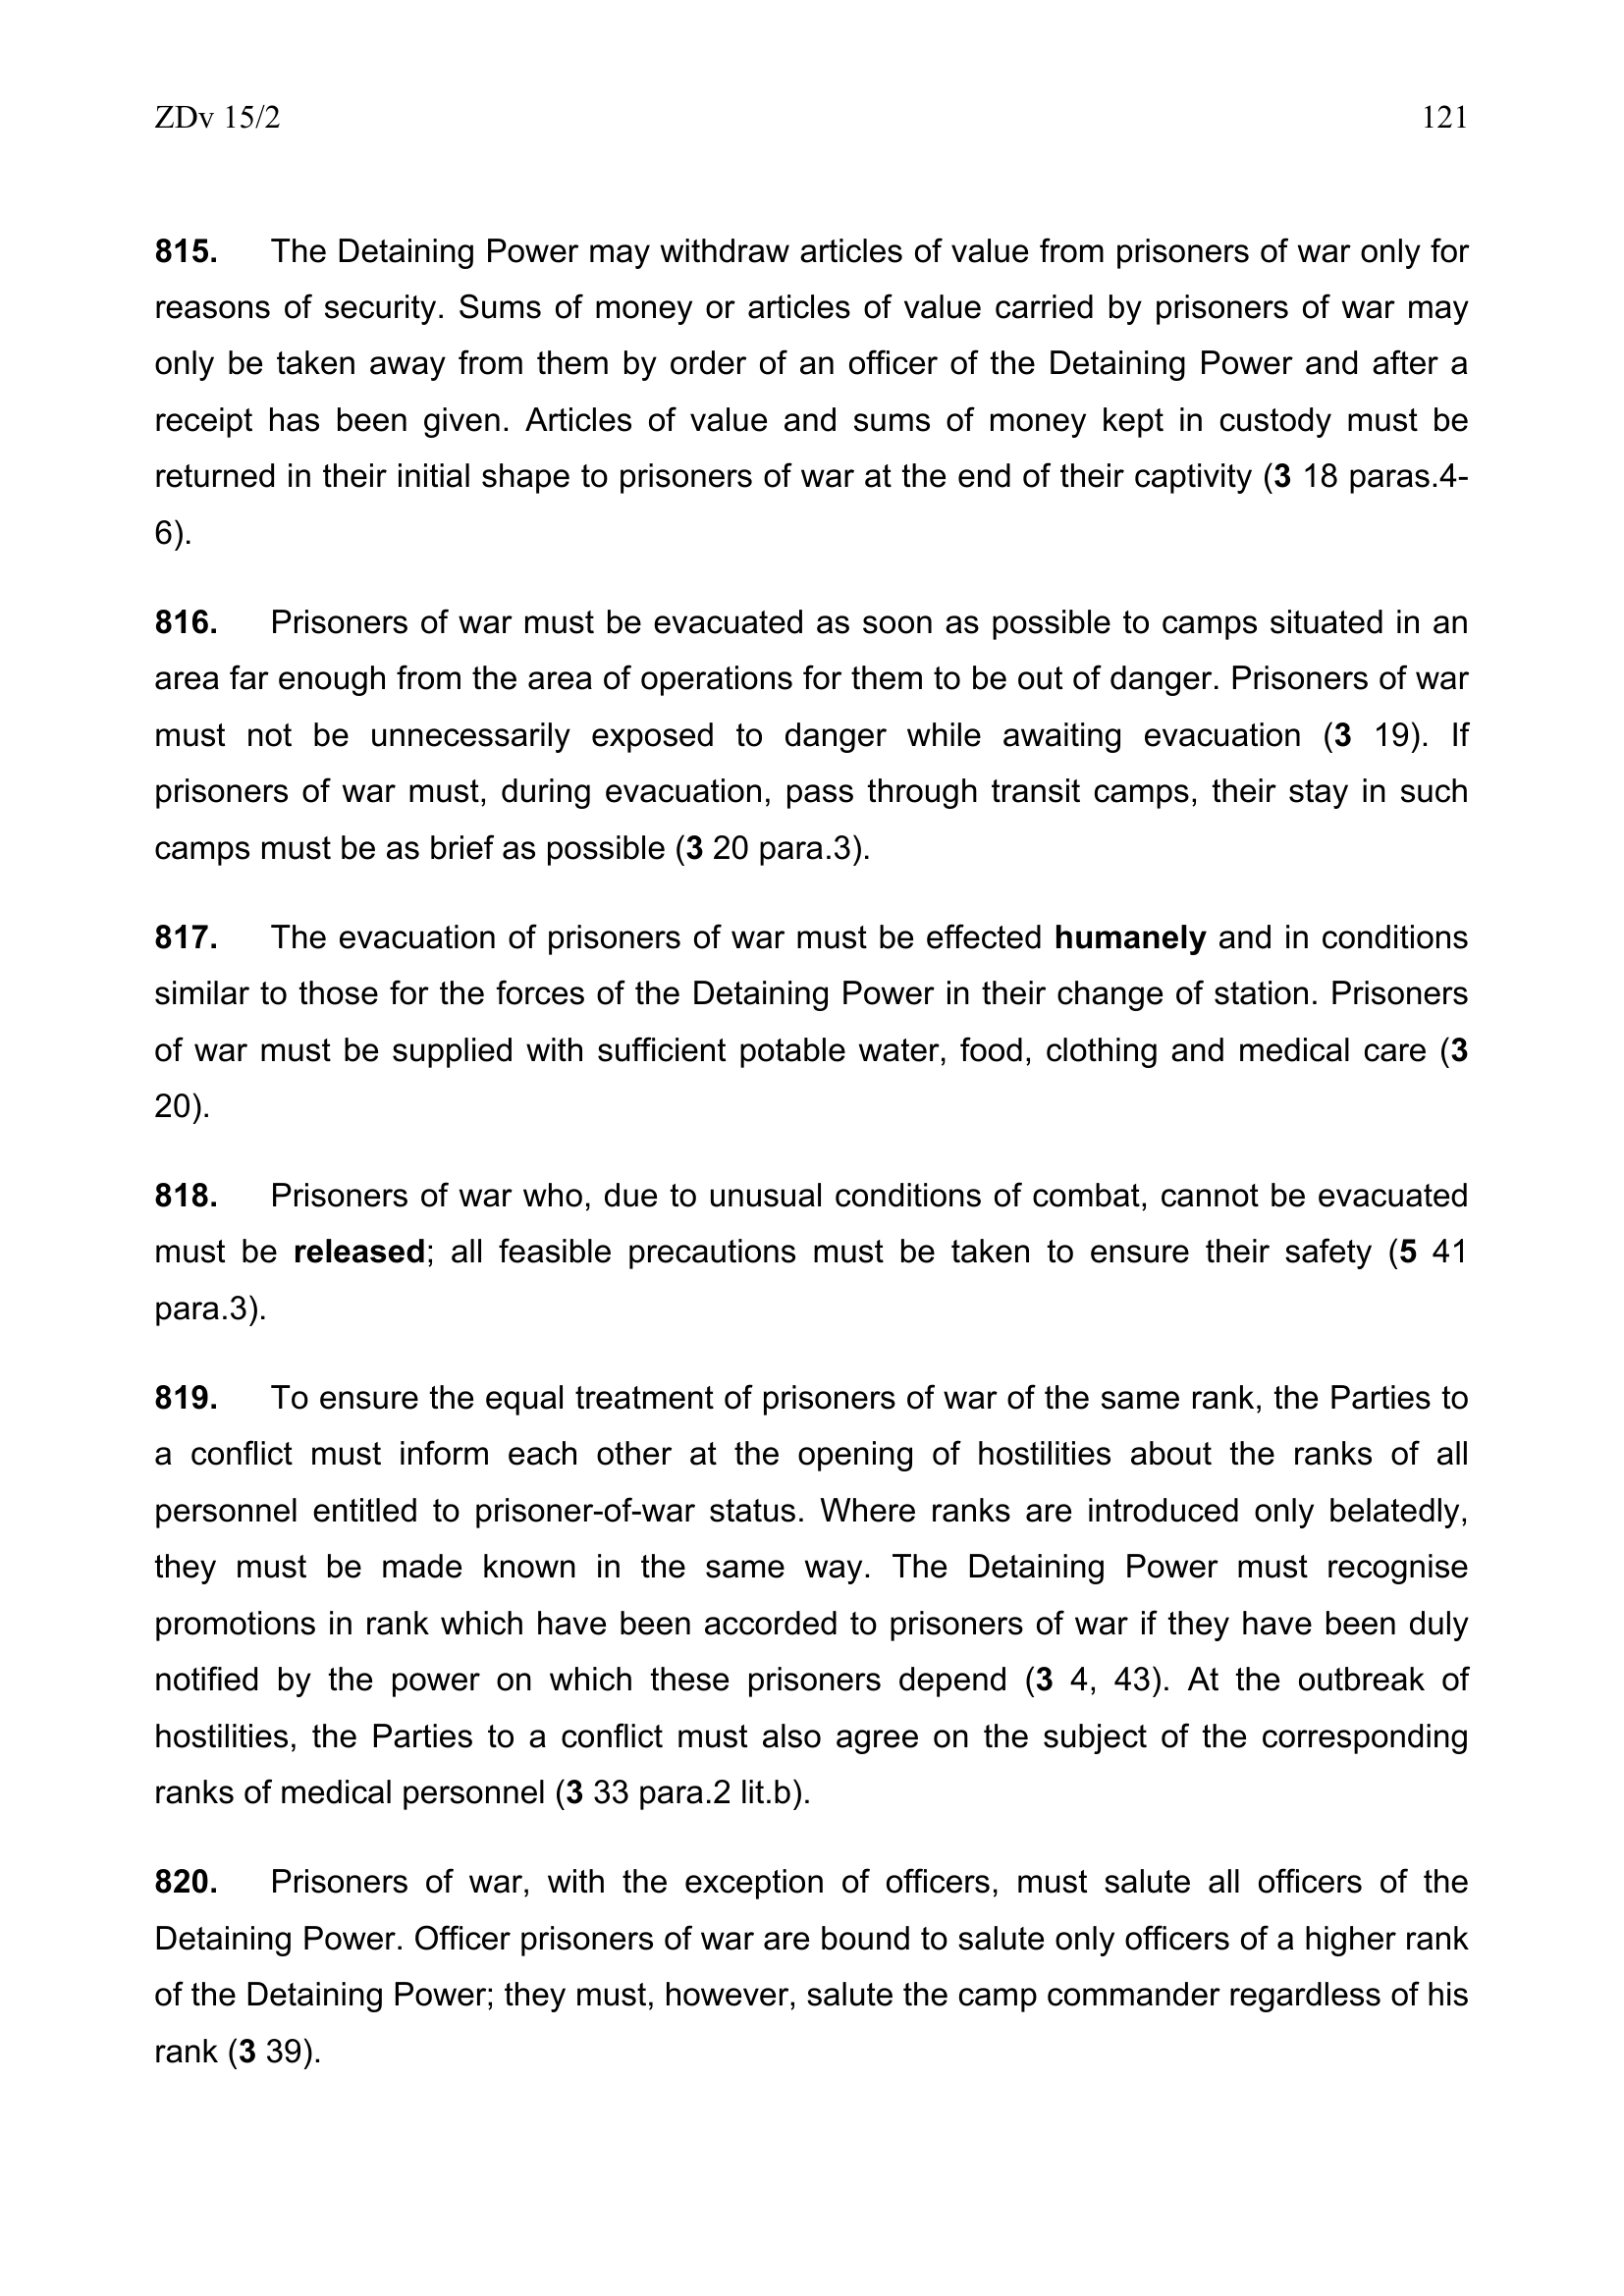 ZDv 15/2 121
815. The Detaining Power may withdraw articles of value from prisoners of war only for
reasons of security. Sums of money or articles of value carried by prisoners of war may
only be taken away from them by order of an officer of the Detaining Power and after a
receipt has been given. Articles of value and sums of money kept in custody must be
returned in their initial shape to prisoners of war at the end of their captivity (3 18 paras.4-
6).
816. Prisoners of war must be evacuated as soon as possible to camps situated in an
area far enough from the area of operations for them to be out of danger. Prisoners of war
must not be unnecessarily exposed to danger while awaiting evacuation (3 19). If
prisoners of war must, during evacuation, pass through transit camps, their stay in such
camps must be as brief as possible (3 20 para.3).
817. The evacuation of prisoners of war must be effected humanely and in conditions
similar to those for the forces of the Detaining Power in their change of station. Prisoners
of war must be supplied with sufficient potable water, food, clothing and medical care (3
20).
818. Prisoners of war who, due to unusual conditions of combat, cannot be evacuated
must be released; all feasible precautions must be taken to ensure their safety (5 41
para.3).
819. To ensure the equal treatment of prisoners of war of the same rank, the Parties to
a conflict must inform each other at the opening of hostilities about the ranks of all
personnel entitled to prisoner-of-war status. Where ranks are introduced only belatedly,
they must be made known in the same way. The Detaining Power must recognise
promotions in rank which have been accorded to prisoners of war if they have been duly
notified by the power on which these prisoners depend (3 4, 43). At the outbreak of
hostilities, the Parties to a conflict must also agree on the subject of the corresponding
ranks of medical personnel (3 33 para.2 lit.b).
820. Prisoners of war, with the exception of officers, must salute all officers of the
Detaining Power. Officer prisoners of war are bound to salute only officers of a higher rank
of the Detaining Power; they must, however, salute the camp commander regardless of his
rank (3 39).